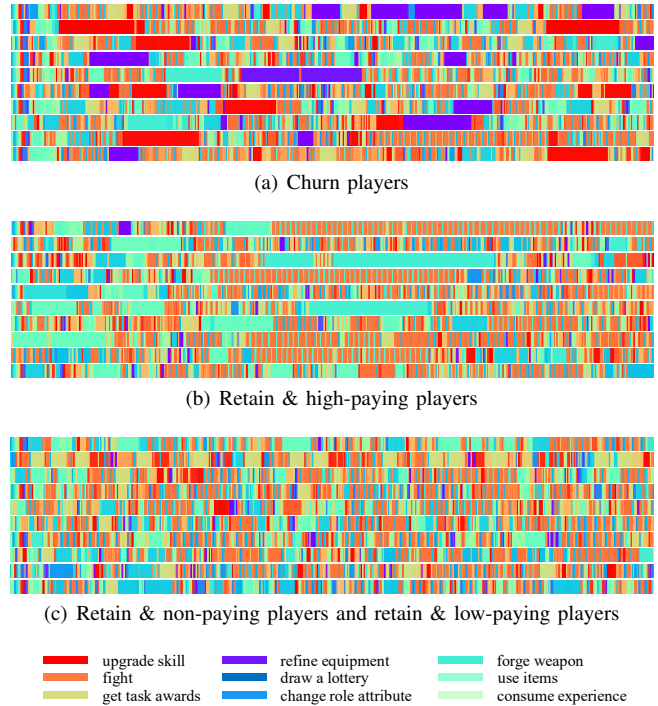 (a) Churn players
(b) Retain & high-paying players
(c) Retain & non-paying players and retain & low-paying players
upgrade skill refine equipment forge weapon
fight draw a lottery use items
get task awards change role attribute consume experience